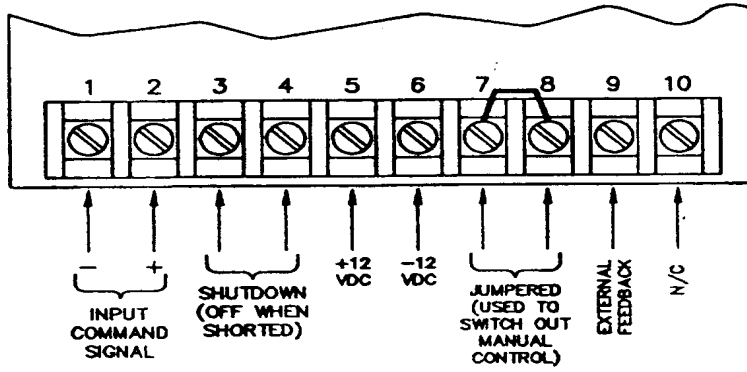 1 2 3 4 5 6 7 8 9 10
− +
INPUT
COMMAND
SIGNAL
SHUTDOWN
(OFF WHEN
SHORTED)
+12
VDC
−12
VDC
JUMPERED
(USED TO
SWITCH OUT
MANUAL
CONTROL)
EXTERNAL
FEEDBACK
N/C